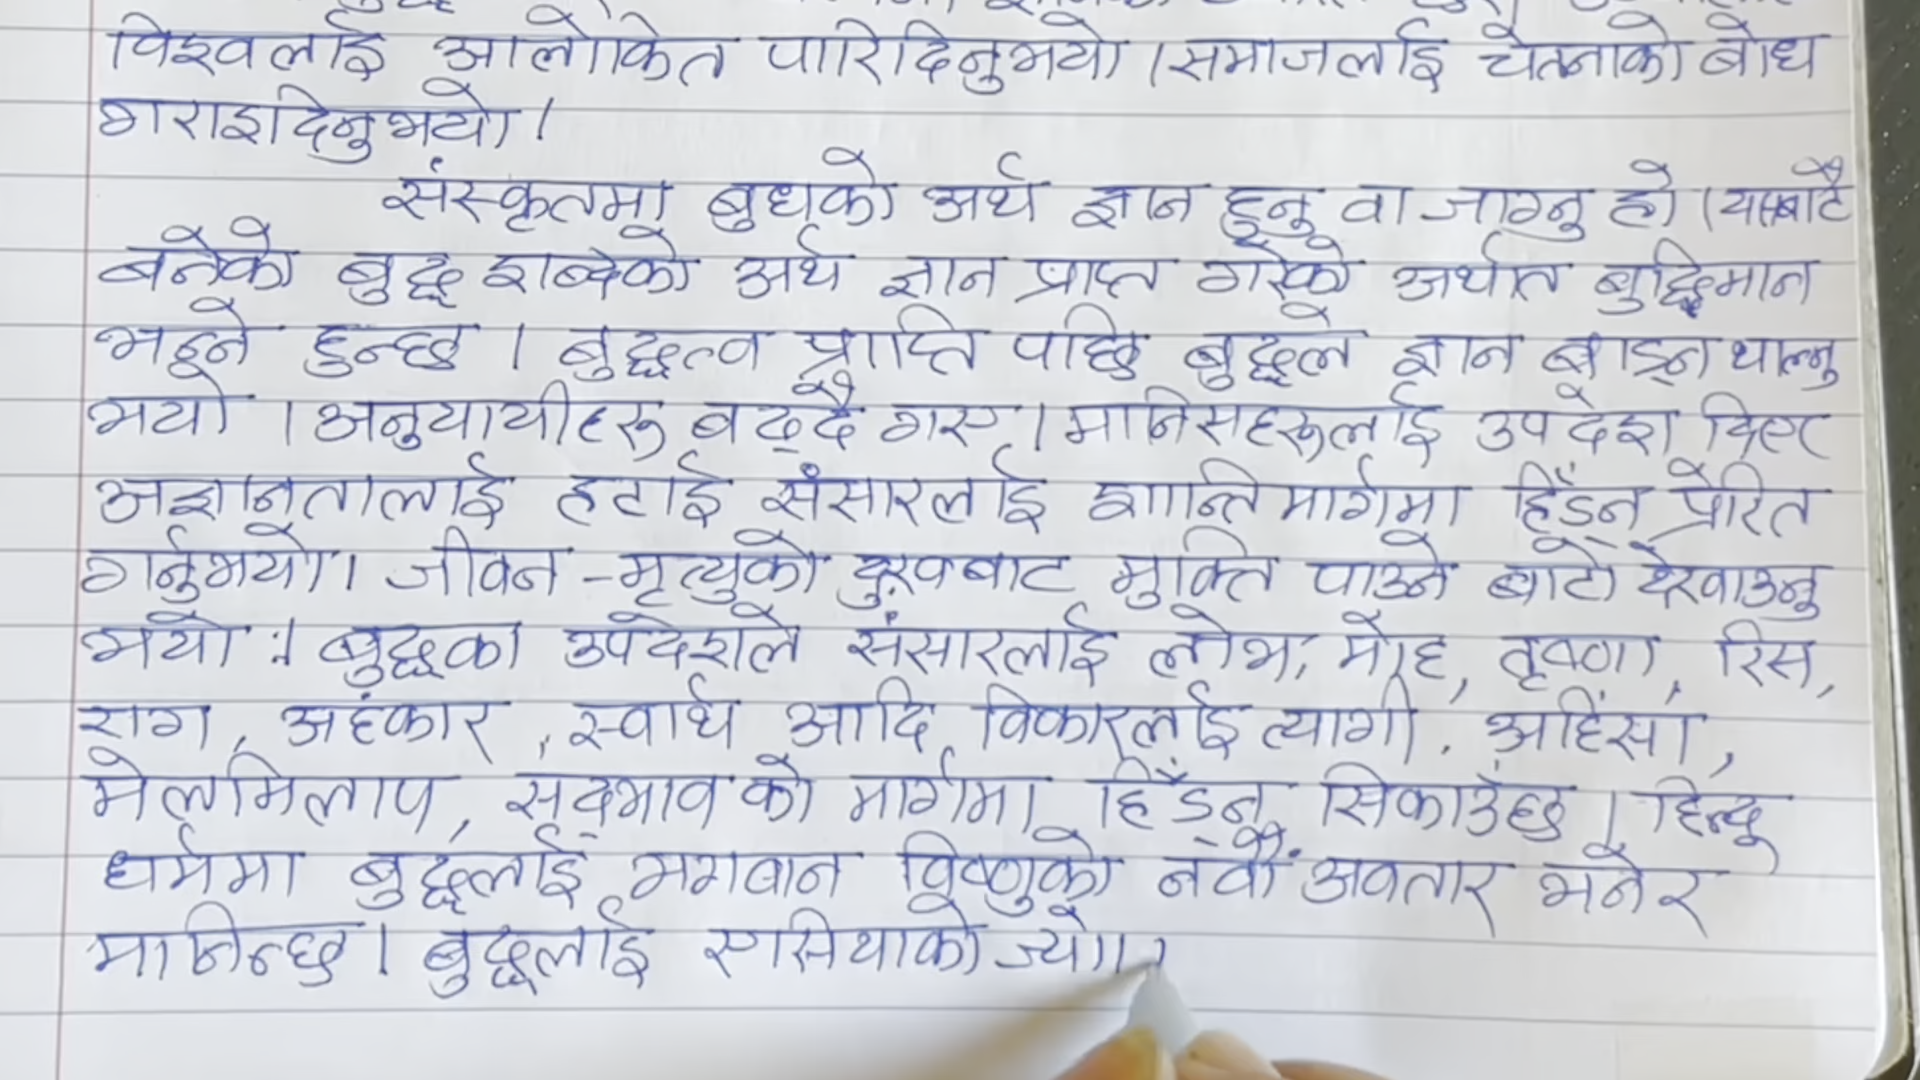 विश्वलाई आलोकित पारिदिनुभयो । समाजलाई चेतनाको बोध
गराइदिनुभयो ।
संस्कृतमा बुधको अर्थ ज्ञान हुनु वा जाग्नु हो । यसबाटै
बनेको बुद्ध शब्दको अर्थ ज्ञान प्राप्त गरेको अर्थात बुद्धिमान
भन्ने हुन्छ । बुद्धत्व प्राप्ति पछि बुद्धले ज्ञान बाड्न थाल्नु
भयो । अनुयायीहरु बढ्दै गए । मानिसहरूलाई उपदेश दिएर
अज्ञानतालाई हटाई संसारलाई शान्तिमार्गमा हिँड्न प्रेरित
गर्नुभयो । जीवन -मृत्युको दुःखबाट मुक्ति पाउने बाटो देखाउनु
भयो । बुद्धका उपदेशले संसारलाई लोभ, मोह, तृष्णा, रिस,
राग, अहंकार, स्वार्थ आदि विकारलाई त्यागी, अहिंसा,
मेलमिलाप, सद्भावको मार्गमा हिँड्न सिकाउँछ । हिन्दू
धर्ममा बुद्धलाई भगवान विष्णुको नवौं अवतार भनेर
मानिन्छ । बुद्धलाई एसियाको